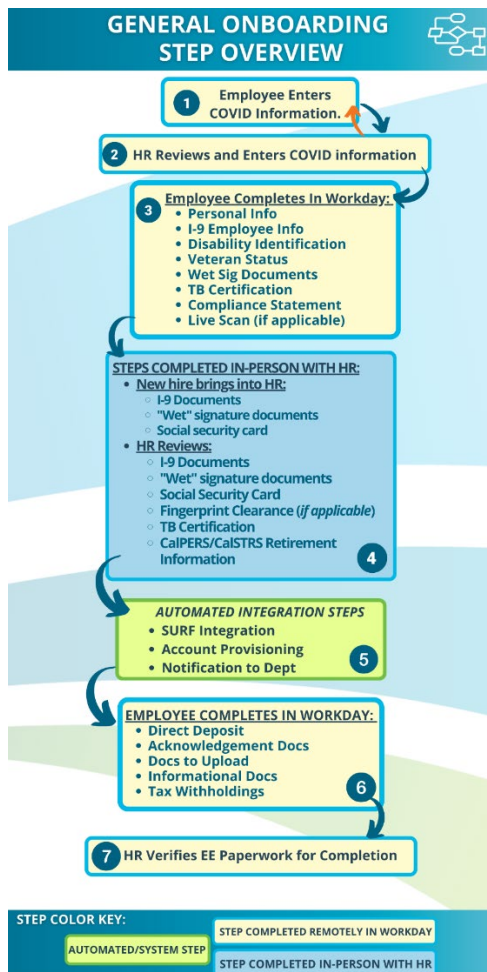 GENERAL ONBOARDING
STEP OVERVIEW
1
Employee Enters
COVID Information.
2
HR Reviews and Enters COVID information
3
Employee Completes In Workday:
• Personal Info
• I-9 Employee Info
• Disability Identification
• Veteran Status
• Wet Sig Documents
• TB Certification
• Compliance Statement
• Live Scan (if applicable)
STEPS COMPLETED IN-PERSON WITH HR:
• New hire brings into HR:
○ I-9 Documents
○ "Wet" signature documents
○ Social security card
• HR Reviews:
○ I-9 Documents
○ "Wet" signature documents
○ Social Security Card
○ Fingerprint Clearance (if applicable)
○ TB Certification
○ CalPERS/CalSTRS Retirement
Information
4
AUTOMATED INTEGRATION STEPS
• SURF Integration
• Account Provisioning
• Notification to Dept
5
EMPLOYEE COMPLETES IN WORKDAY:
• Direct Deposit
• Acknowledgement Docs
• Docs to Upload
• Informational Docs
• Tax Withholdings
6
7
HR Verifies EE Paperwork for Completion
STEP COLOR KEY:
STEP COMPLETED REMOTELY IN WORKDAY
AUTOMATED/SYSTEM STEP
STEP COMPLETED IN-PERSON WITH HR